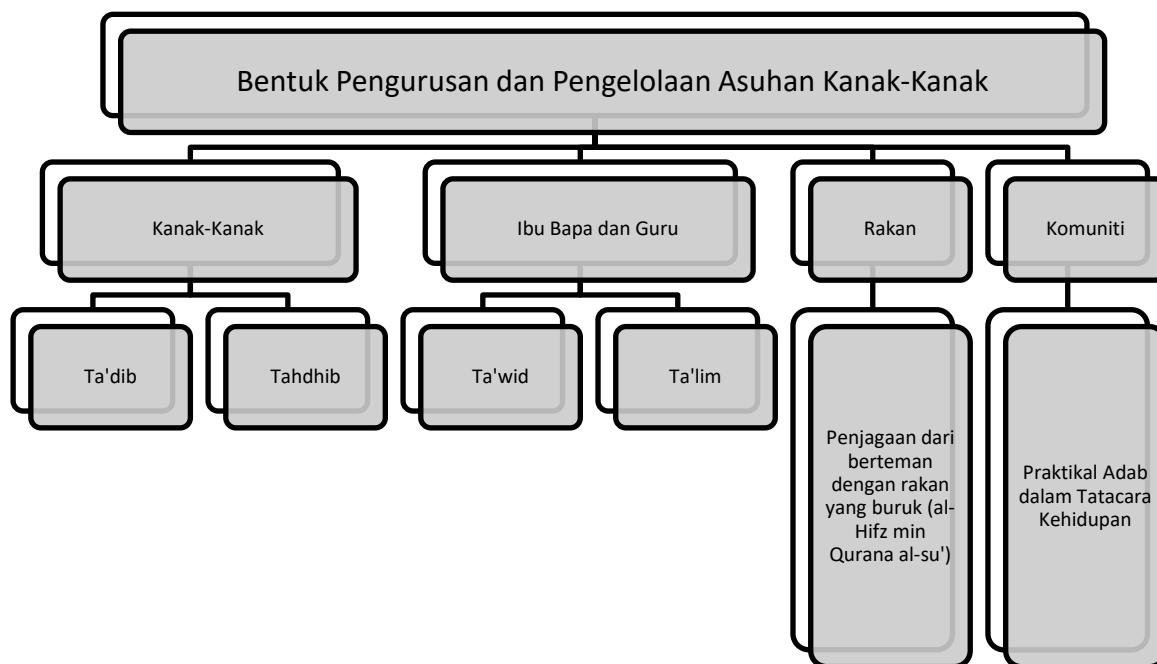 Bentuk Pengurusan dan Pengelolaan Asuhan Kanak-Kanak
Kanak-Kanak
Ibu Bapa dan Guru
Rakan
Komuniti
Ta'dib
Tahdhib
Ta'wid
Ta'lim
Penjagaan dari
berteman
dengan rakan
yang buruk (al-
Hifz min
Qurana al-su')
Praktikal Adab
dalam Tatacara
Kehidupan